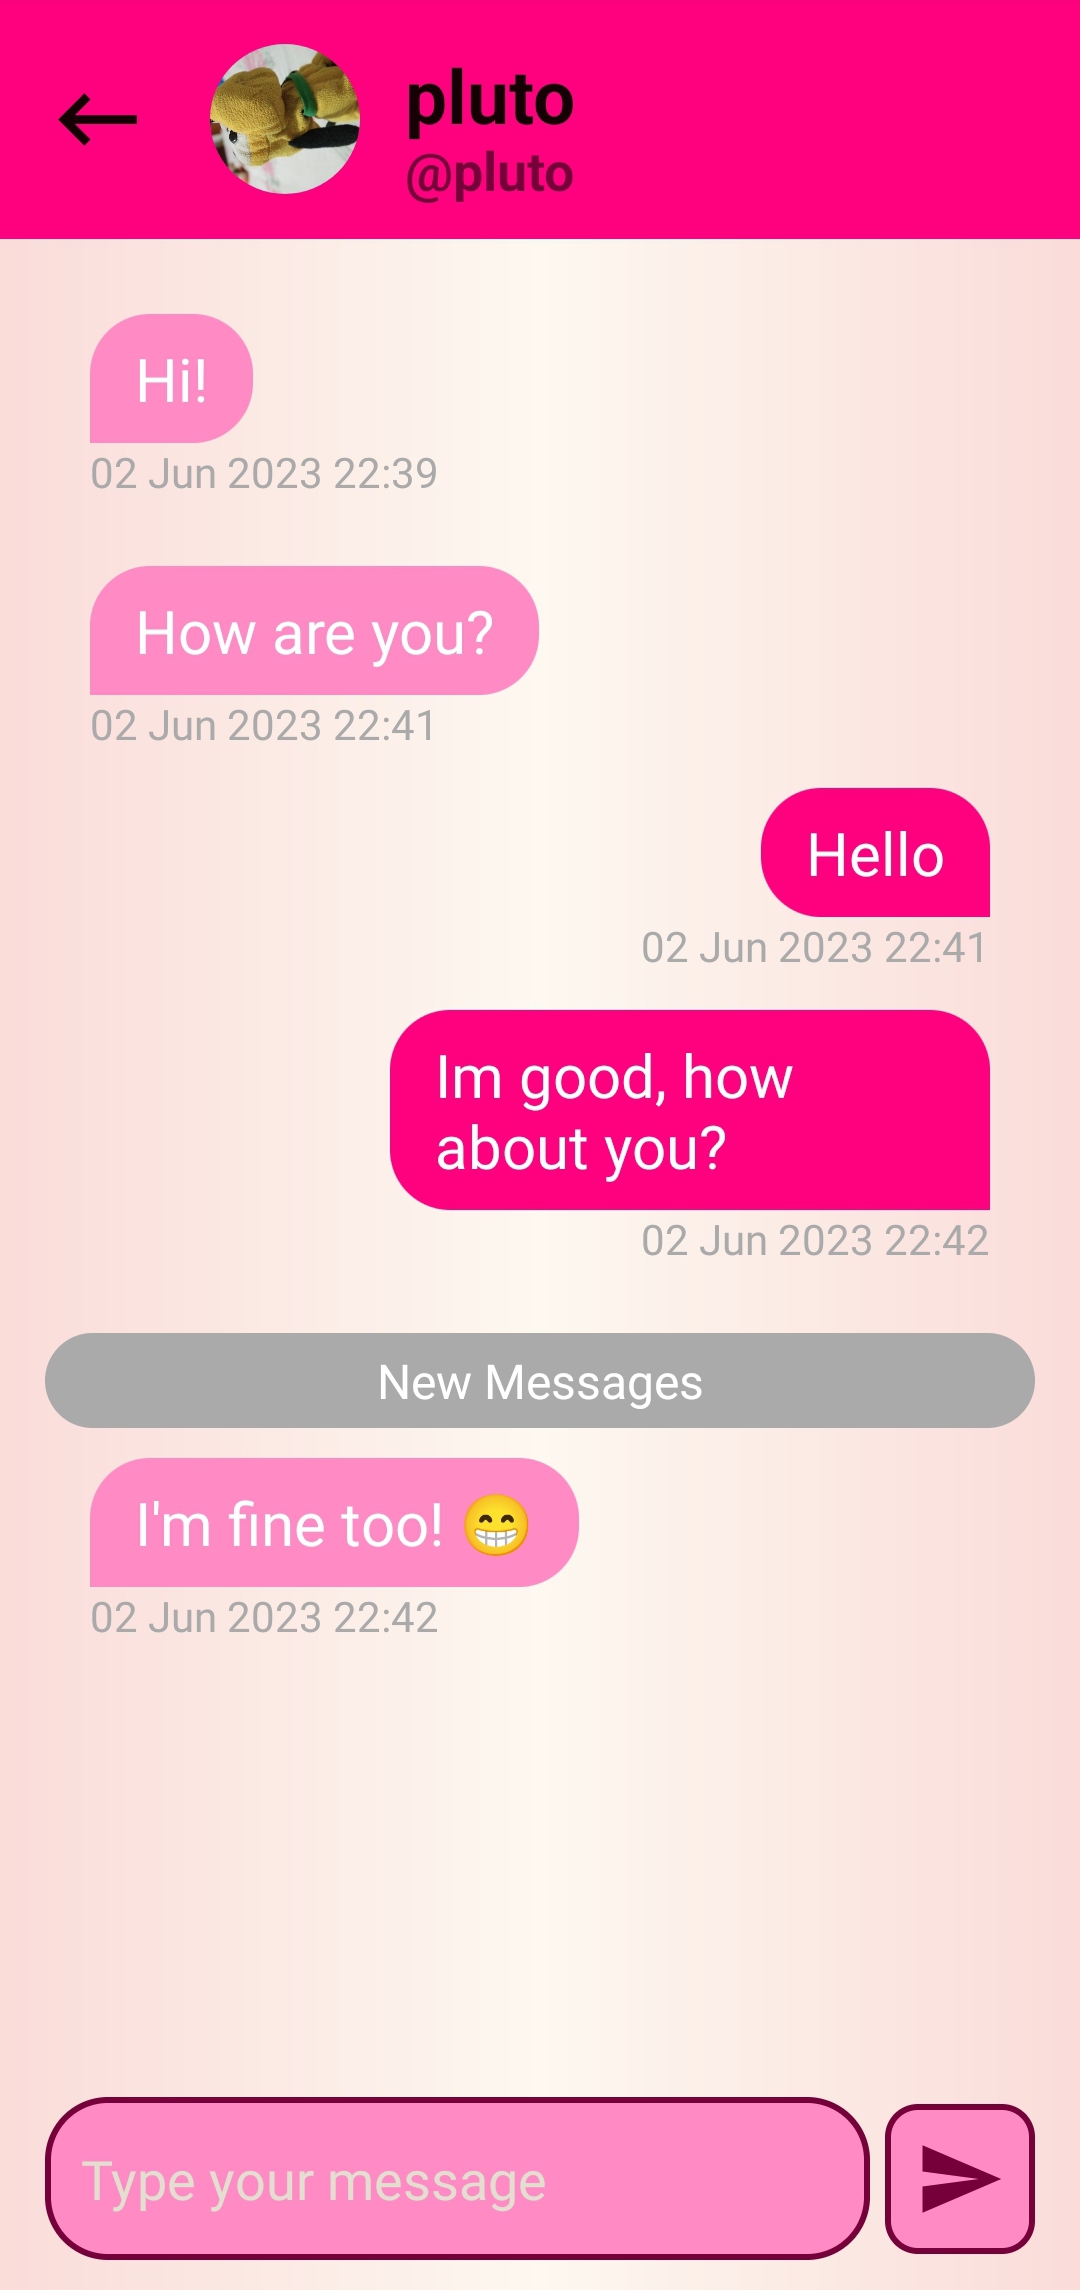 pluto
@pluto
Hi!
02 Jun 2023 22:39
How are you?
02 Jun 2023 22:41
Hello
02 Jun 2023 22:41
Im good, how
about you?
02 Jun 2023 22:42
New Messages
I'm fine too! 😁
02 Jun 2023 22:42
Type your message